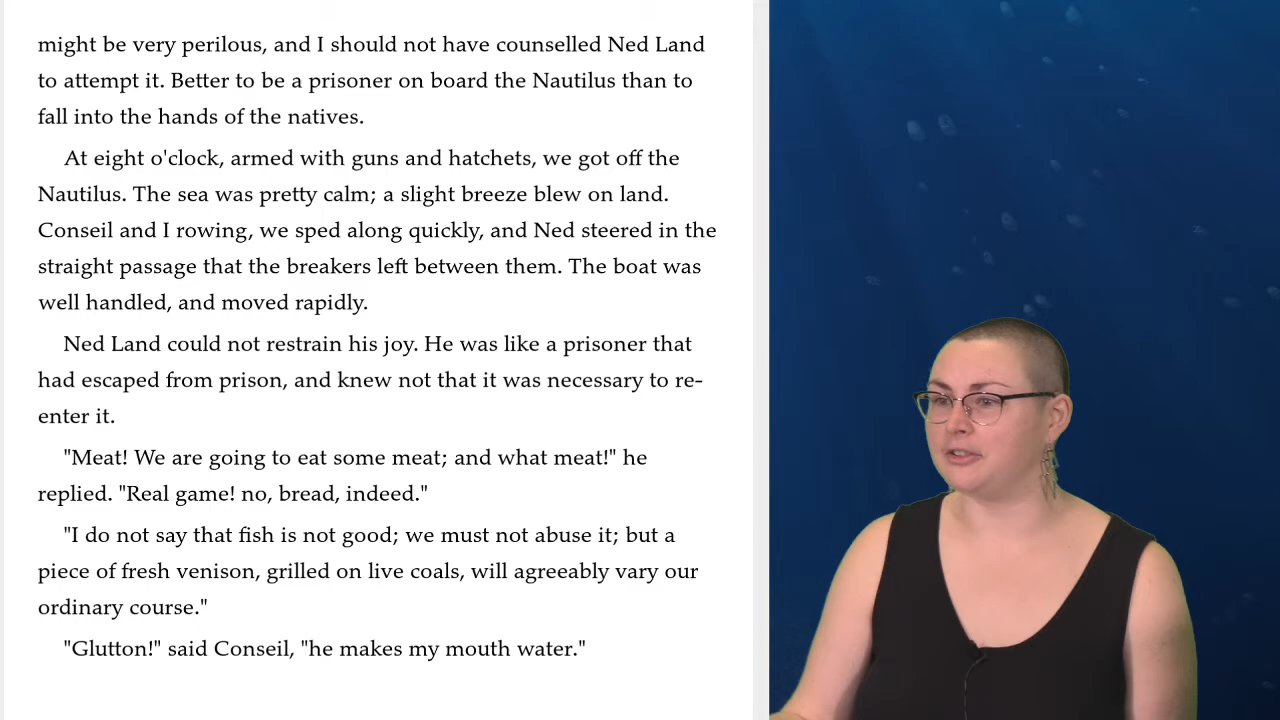 might be very perilous, and I should not have counselled Ned Land
to attempt it. Better to be a prisoner on board the Nautilus than to
fall into the hands of the natives.
At eight o'clock, armed with guns and hatchets, we got off the
Nautilus. The sea was pretty calm; a slight breeze blew on land.
Conseil and I rowing, we sped along quickly, and Ned steered in the
straight passage that the breakers left between them. The boat was
well handled, and moved rapidly.
Ned Land could not restrain his joy. He was like a prisoner that
had escaped from prison, and knew not that it was necessary to re-
enter it.
"Meat! We are going to eat some meat; and what meat!" he
replied. "Real game! no, bread, indeed."
"I do not say that fish is not good; we must not abuse it; but a
piece of fresh venison, grilled on live coals, will agreeably vary our
ordinary course."
"Glutton!" said Conseil, "he makes my mouth water."